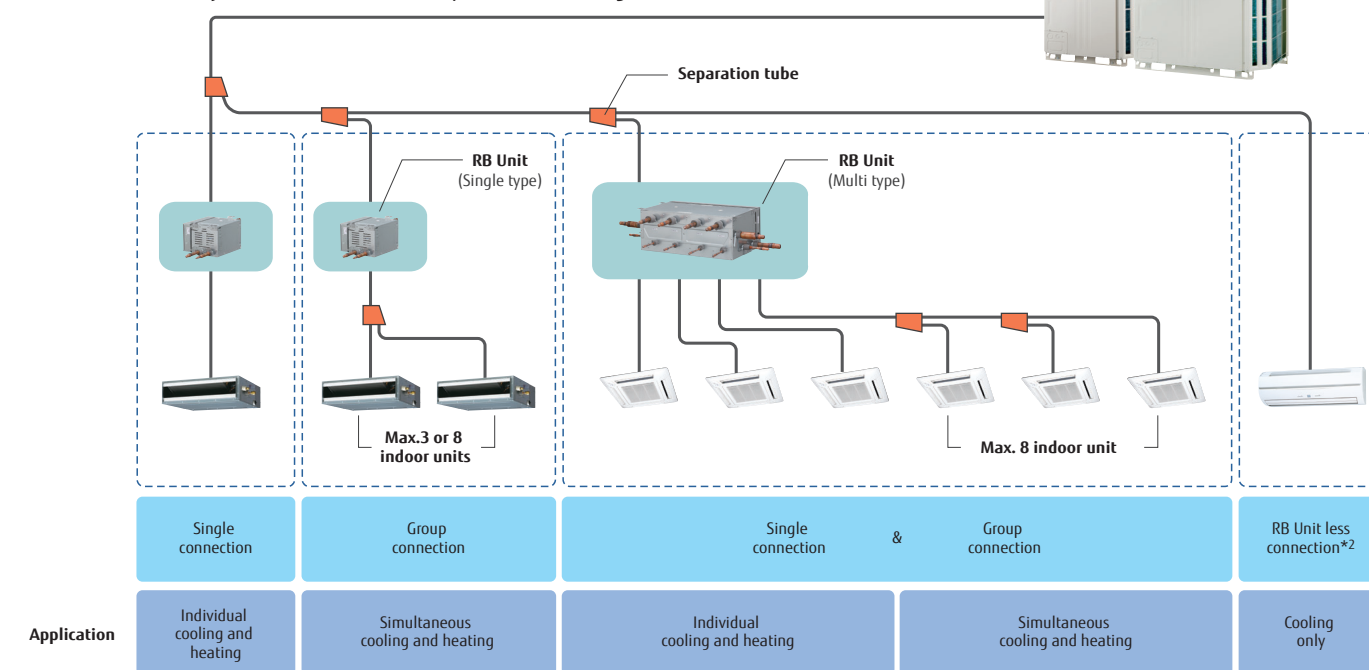 Separation tube
RB Unit
(Single type)
RB Unit
(Multi type)
Max.3 or 8
indoor units
Max. 8 indoor unit
Single
connection
Group
connection
Single
connection
&
Group
connection
RB Unit less
connection*2
Application
Individual
cooling and
heating
Simultaneous
cooling and heating
Individual
cooling and heating
Simultaneous
cooling and heating
Cooling
only